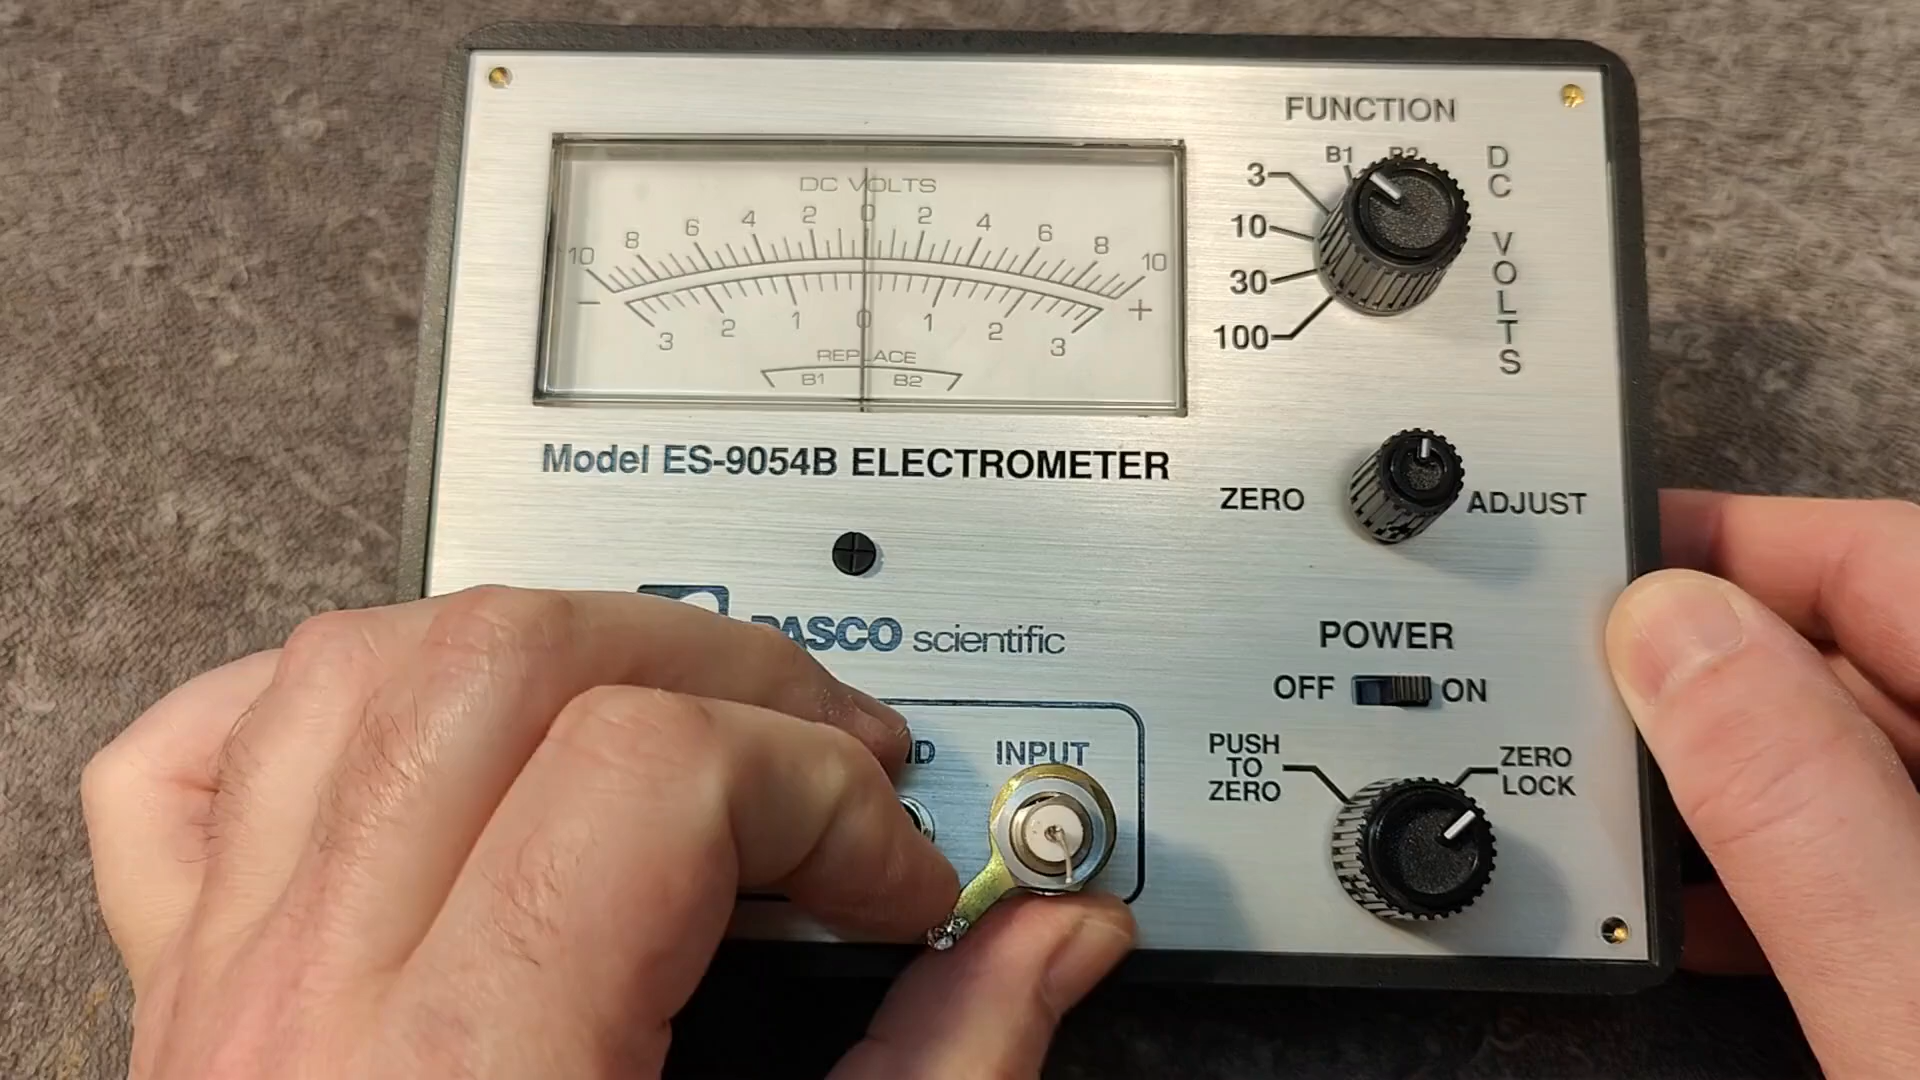 FUNCTION
B1 B2
3
10
30
100
DC VOLTS
DC VOLTS
10 8 6 4 2 0 2 4 6 8 10
− +
3 2 1 0 1 2 3
REPLACE
B1 B2
Model ES-9054B ELECTROMETER
ZERO ADJUST
PASCO scientific
POWER
OFF ON
INPUT
PUSH TO ZERO
ZERO LOCK